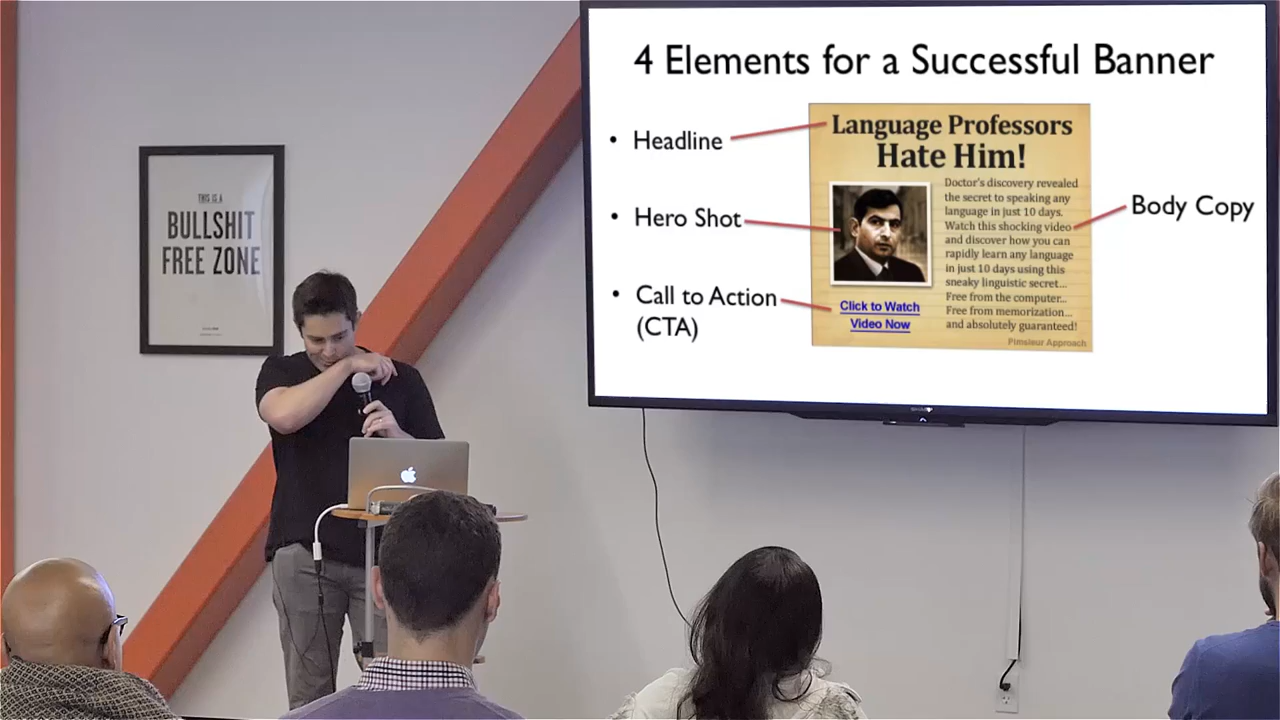 THIS IS A
BULLSHIT
FREE ZONE
4 Elements for a Successful Banner
• Headline
• Hero Shot
• Call to Action
(CTA)
Language Professors
Hate Him!
Doctor's discovery revealed
the secret to speaking any
language in just 10 days.
Watch this shocking video
and discover how you can
rapidly learn any language
in just 10 days using this
sneaky linguistic secret...
Free from the computer...
Free from memorization...
and absolutely guaranteed!
Click to Watch
Video Now
Pimsleur Approach
Body Copy
SHARP